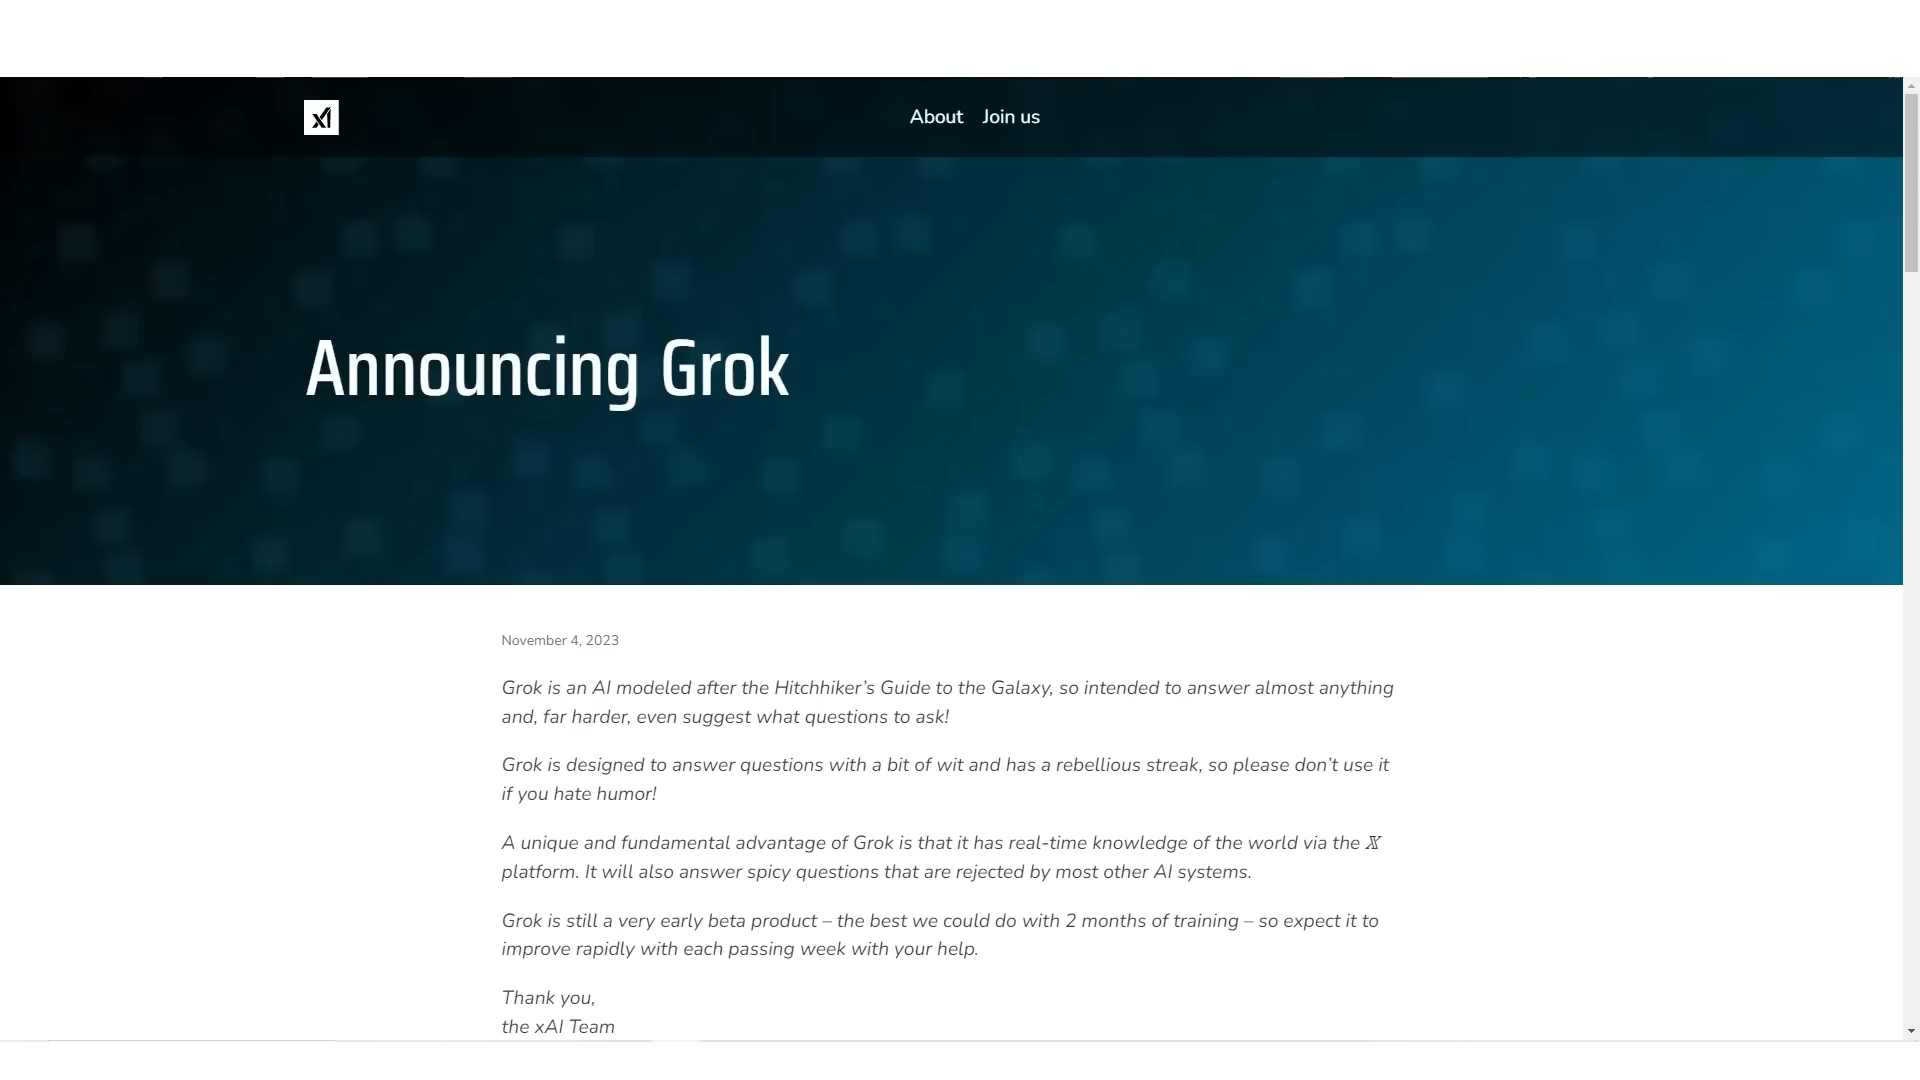 xI
About Join us
Announcing Grok
November 4, 2023
Grok is an AI modeled after the Hitchhiker’s Guide to the Galaxy, so intended to answer almost anything
and, far harder, even suggest what questions to ask!
Grok is designed to answer questions with a bit of wit and has a rebellious streak, so please don’t use it
if you hate humor!
A unique and fundamental advantage of Grok is that it has real-time knowledge of the world via the 𝕏
platform. It will also answer spicy questions that are rejected by most other AI systems.
Grok is still a very early beta product – the best we could do with 2 months of training – so expect it to
improve rapidly with each passing week with your help.
Thank you,
the xAI Team